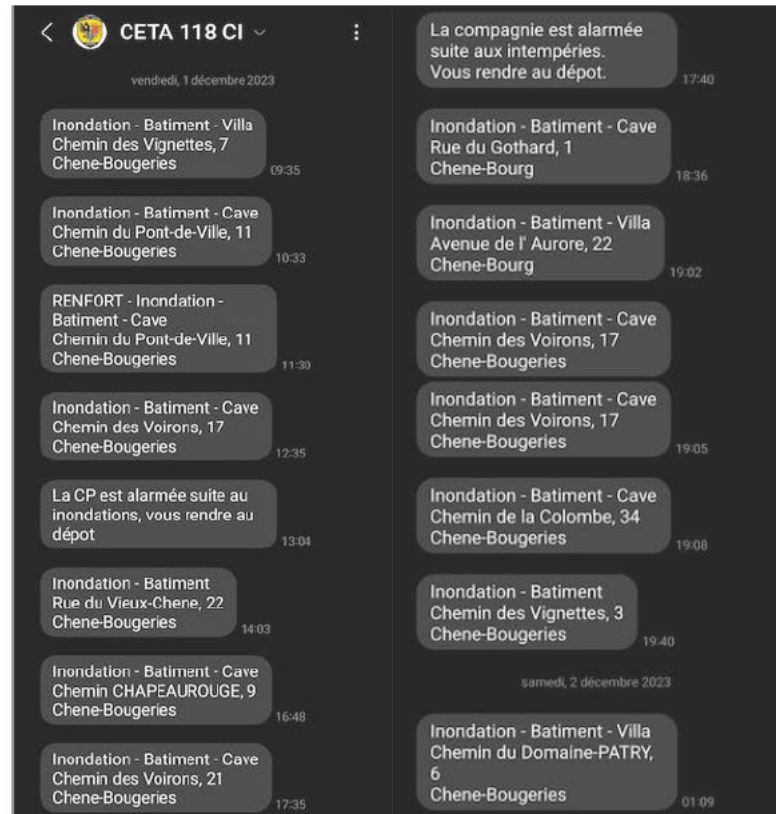 CETA 118 CI
vendredi, 1 décembre 2023
Inondation - Batiment - Villa
Chemin des Vignettes, 7
Chene-Bougeries
09:35
Inondation - Batiment - Cave
Chemin du Pont-de-Ville, 11
Chene-Bougeries
10:33
RENFORT - Inondation -
Batiment - Cave
Chemin du Pont-de-Ville, 11
Chene-Bougeries
11:30
Inondation - Batiment - Cave
Chemin des Voirons, 17
Chene-Bougeries
12:35
La CP est alarmée suite au
inondations, vous rendre au
dépot
13:04
Inondation - Batiment
Rue du Vieux-Chene, 22
Chene-Bougeries
14:03
Inondation - Batiment - Cave
Chemin CHAPEAUROUGE, 9
Chene-Bougeries
16:48
Inondation - Batiment - Cave
Chemin des Voirons, 21
Chene-Bougeries
17:35
La compagnie est alarmée
suite aux intempéries.
Vous rendre au dépot.
17:40
Inondation - Batiment - Cave
Rue du Gothard, 1
Chene-Bourg
18:36
Inondation - Batiment - Villa
Avenue de l' Aurore, 22
Chene-Bourg
19:02
Inondation - Batiment - Cave
Chemin des Voirons, 17
Chene-Bougeries
Inondation - Batiment - Cave
Chemin des Voirons, 17
Chene-Bougeries
19:05
Inondation - Batiment - Cave
Chemin de la Colombe, 34
Chene-Bougeries
19:08
Inondation - Batiment
Chemin des Vignettes, 3
Chene-Bougeries
19:40
samedi, 2 décembre 2023
Inondation - Batiment - Villa
Chemin du Domaine-PATRY,
6
Chene-Bougeries
01:09